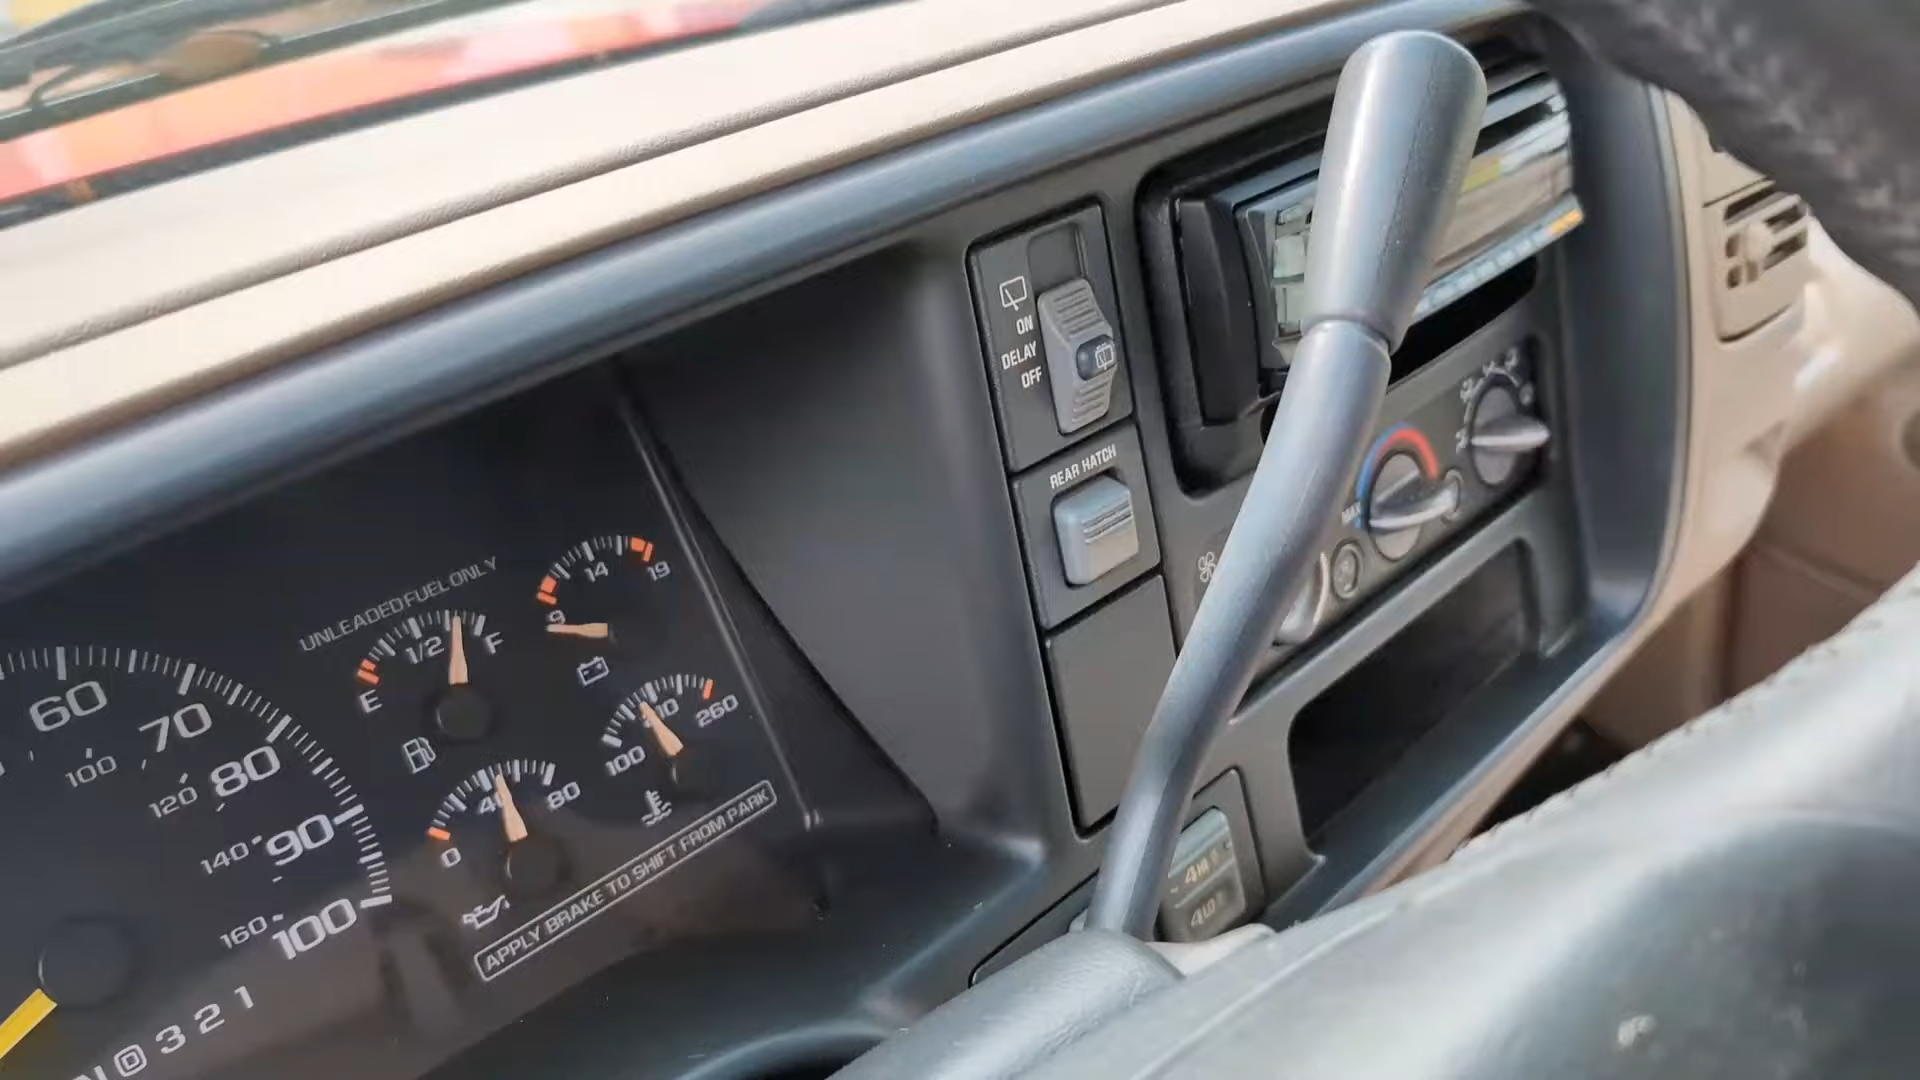 UNLEADED FUEL ONLY
E 1/2 F
9 14 19
0 40 80
100 210 260
60
70
80
90
100
100
120
140
160
APPLY BRAKE TO SHIFT FROM PARK
N D 3 2 1
ON
DELAY
OFF
REAR HATCH
MAX
4HI
4LO